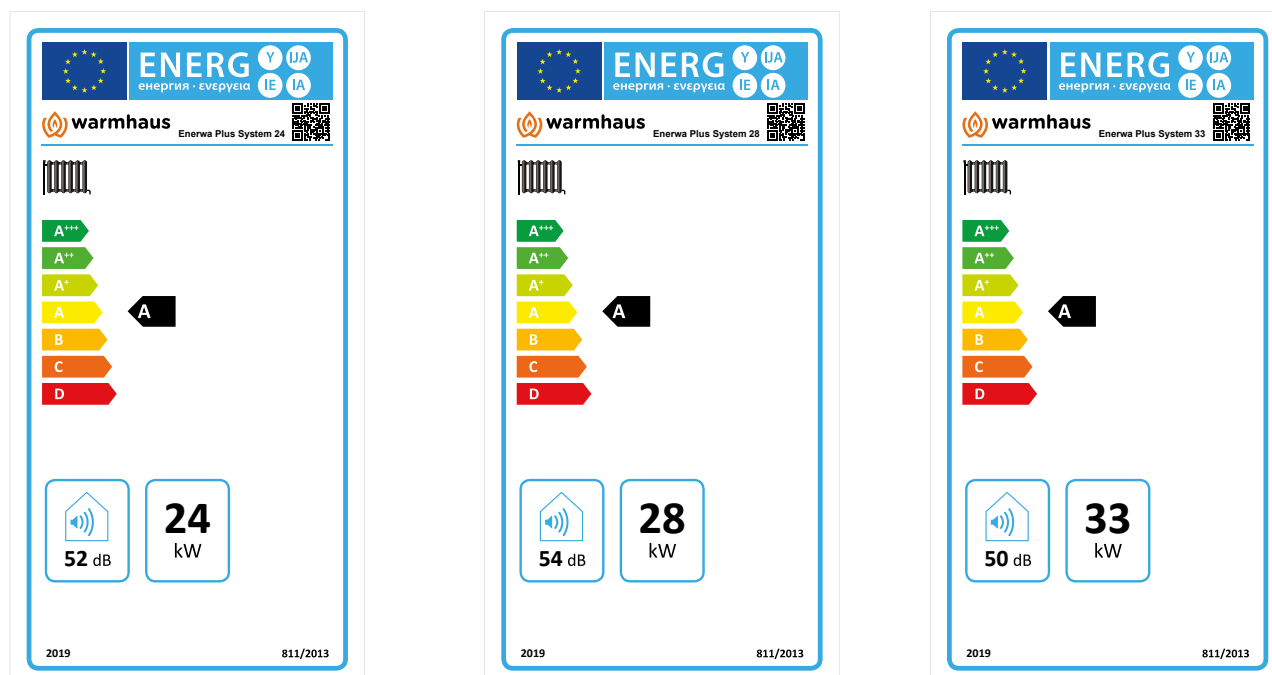 ENERG Y IJA
енергия · ενεργεια IE IA
warmhaus Enerwa Plus System 24
A+++
A++
A+
A A
B
C
D
52 dB
24
kW
2019 811/2013
ENERG Y IJA
енергия · ενεργεια IE IA
warmhaus Enerwa Plus System 28
A+++
A++
A+
A A
B
C
D
54 dB
28
kW
2019 811/2013
ENERG Y IJA
енергия · ενεργεια IE IA
warmhaus Enerwa Plus System 33
A+++
A++
A+
A A
B
C
D
50 dB
33
kW
2019 811/2013